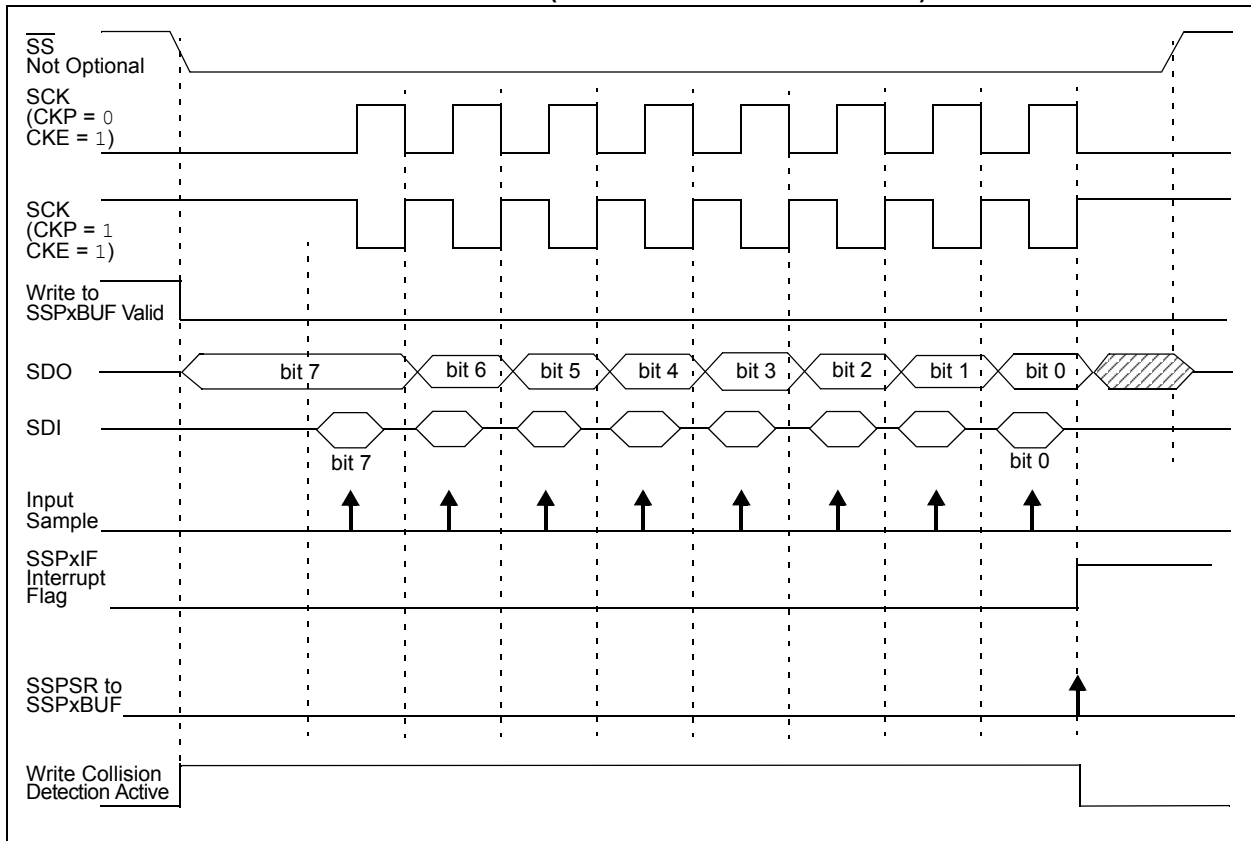 SS
Not Optional
SCK
(CKP = 0
CKE = 1)
SCK
(CKP = 1
CKE = 1)
Write to
SSPxBUF Valid
SDO
bit 7
bit 6
bit 5
bit 4
bit 3
bit 2
bit 1
bit 0
SDI
bit 7
bit 0
Input
Sample
SSPxIF
Interrupt
Flag
SSPSR to
SSPxBUF
Write Collision
Detection Active